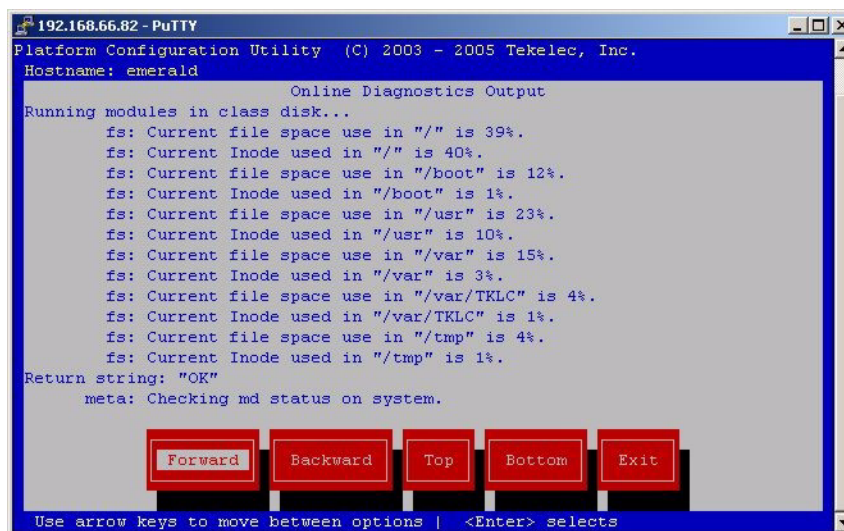 192.168.66.82 - PuTTY
Platform Configuration Utility (C) 2003 - 2005 Tekelec, Inc.
Hostname: emerald
Online Diagnostics Output
Running modules in class disk...
fs: Current file space use in "/" is 39%.
fs: Current Inode used in "/" is 40%.
fs: Current file space use in "/boot" is 12%.
fs: Current Inode used in "/boot" is 1%.
fs: Current file space use in "/usr" is 23%.
fs: Current Inode used in "/usr" is 10%.
fs: Current file space use in "/var" is 15%.
fs: Current Inode used in "/var" is 3%.
fs: Current file space use in "/var/TKLC" is 4%.
fs: Current Inode used in "/var/TKLC" is 1%.
fs: Current file space use in "/tmp" is 4%.
fs: Current Inode used in "/tmp" is 1%.
Return string: "OK"
meta: Checking md status on system.
Forward Backward Top Bottom Exit
Use arrow keys to move between options | <Enter> selects